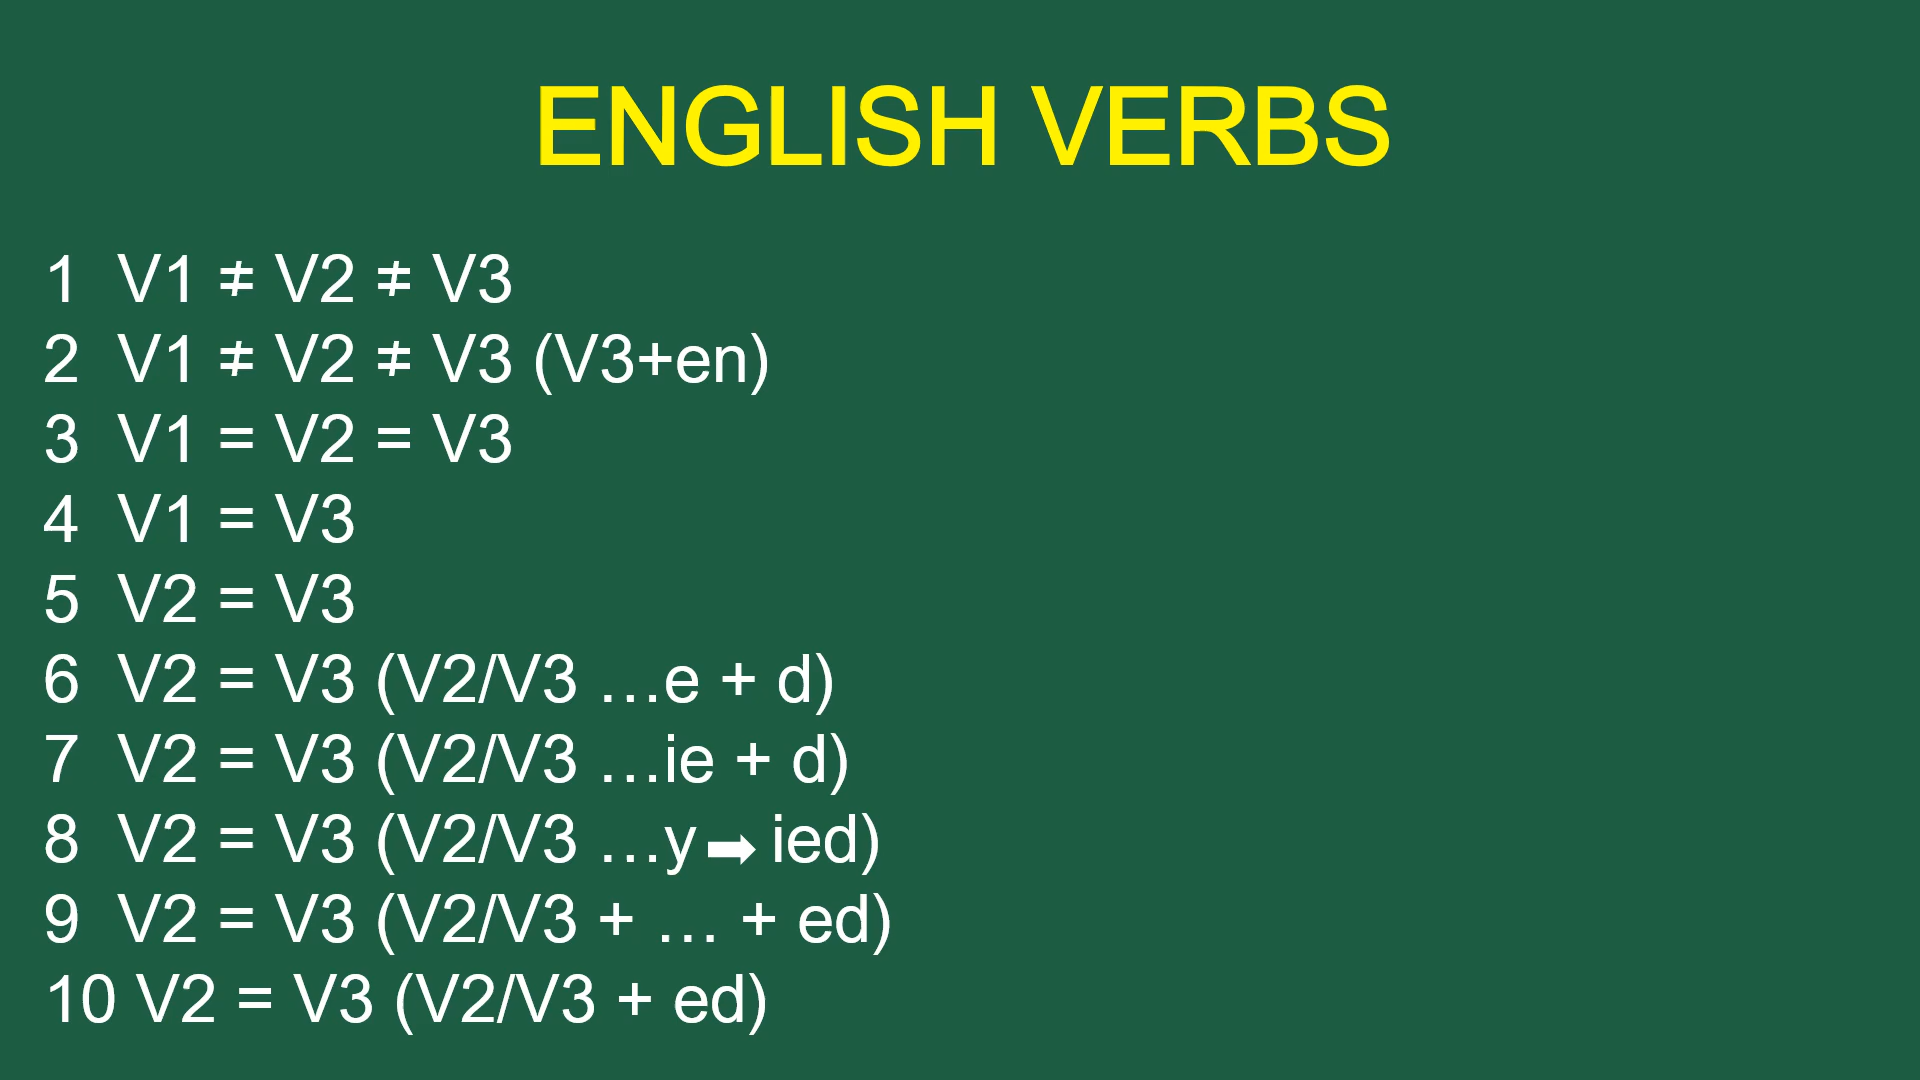 ENGLISH VERBS
1 V1 ≠ V2 ≠ V3
2 V1 ≠ V2 ≠ V3 (V3+en)
3 V1 = V2 = V3
4 V1 = V3
5 V2 = V3
6 V2 = V3 (V2/V3 …e + d)
7 V2 = V3 (V2/V3 …ie + d)
8 V2 = V3 (V2/V3 …y ➡ ied)
9 V2 = V3 (V2/V3 + … + ed)
10 V2 = V3 (V2/V3 + ed)